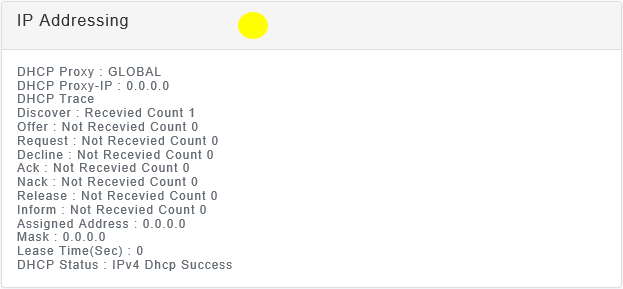 IP Addressing
DHCP Proxy : GLOBAL
DHCP Proxy-IP : 0.0.0.0
DHCP Trace
Discover : Recevied Count 1
Offer : Not Recevied Count 0
Request : Not Recevied Count 0
Decline : Not Recevied Count 0
Ack : Not Recevied Count 0
Nack : Not Recevied Count 0
Release : Not Recevied Count 0
Inform : Not Recevied Count 0
Assigned Address : 0.0.0.0
Mask : 0.0.0.0
Lease Time(Sec) : 0
DHCP Status : IPv4 Dhcp Success